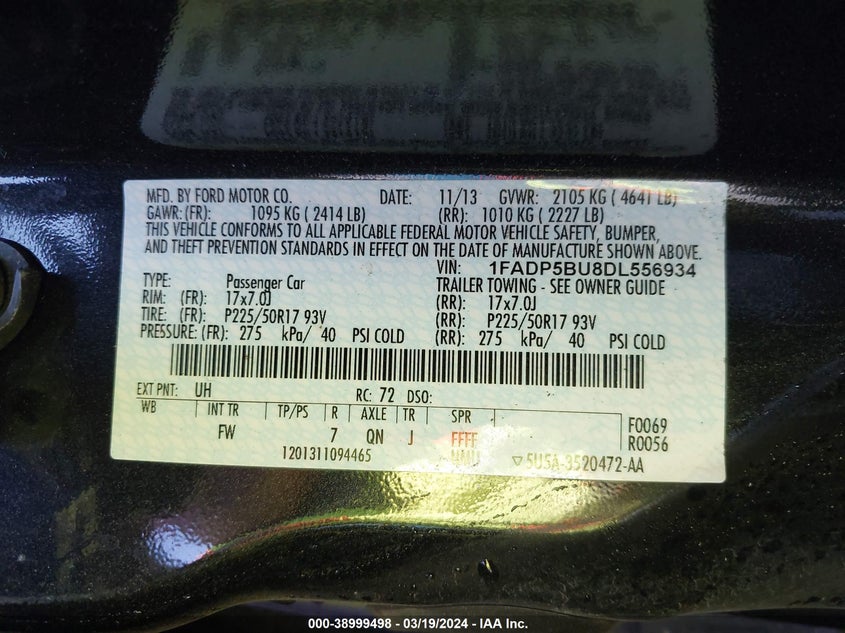 MFD. BY FORD MOTOR CO. DATE: 11/13 GVWR: 2105 KG ( 4641 LB)
GAWR: (FR): 1095 KG ( 2414 LB) (RR): 1010 KG ( 2227 LB)
THIS VEHICLE CONFORMS TO ALL APPLICABLE FEDERAL MOTOR VEHICLE SAFETY, BUMPER,
AND THEFT PREVENTION STANDARDS IN EFFECT ON THE DATE OF MANUFACTURE SHOWN ABOVE.
VIN: 1FADP5BU8DL556934
TYPE: Passenger Car TRAILER TOWING - SEE OWNER GUIDE
RIM: (FR): 17x7.0J (RR): 17x7.0J
TIRE: (FR): P225/50R17 93V (RR): P225/50R17 93V
PRESSURE: (FR): 275 kPa/ 40 PSI COLD (RR): 275 kPa/ 40 PSI COLD
EXT PNT: UH RC: 72 DSO:
WB INT TR TP/PS R AXLE TR SPR F0069
FW 7 QN J FFFF R0056
1201311094465 UUUU ▽5U5A-3520472-AA
000-38999498 - 03/19/2024 - IAA Inc.